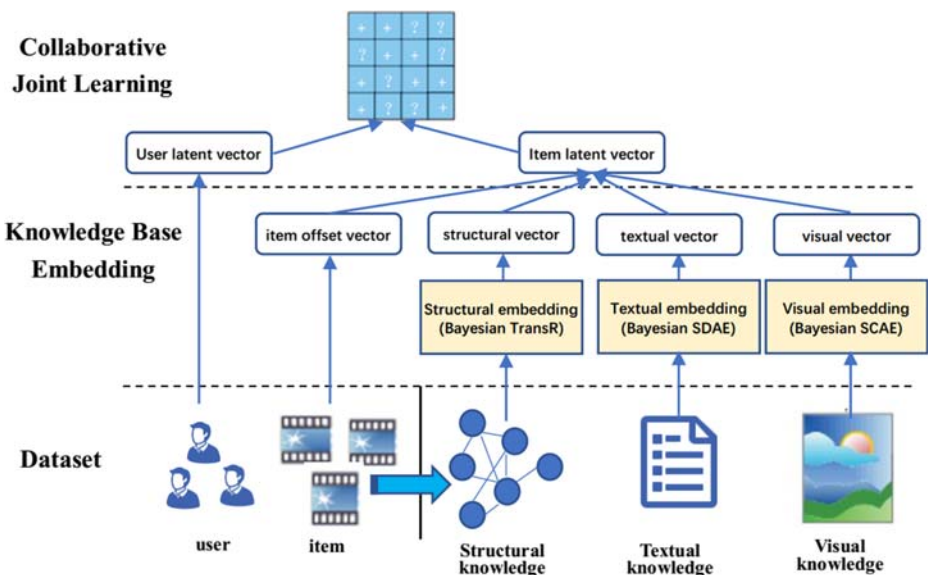 Collaborative
Joint Learning
+ + ? ?
? + + ?
+ ? + +
+ ? ? +
User latent vector
Item latent vector
Knowledge Base
Embedding
item offset vector
structural vector
textual vector
visual vector
Structural embedding
(Bayesian TransR)
Textual embedding
(Bayesian SDAE)
Visual embedding
(Bayesian SCAE)
Dataset
user
item
Structural
knowledge
Textual
knowledge
Visual
knowledge